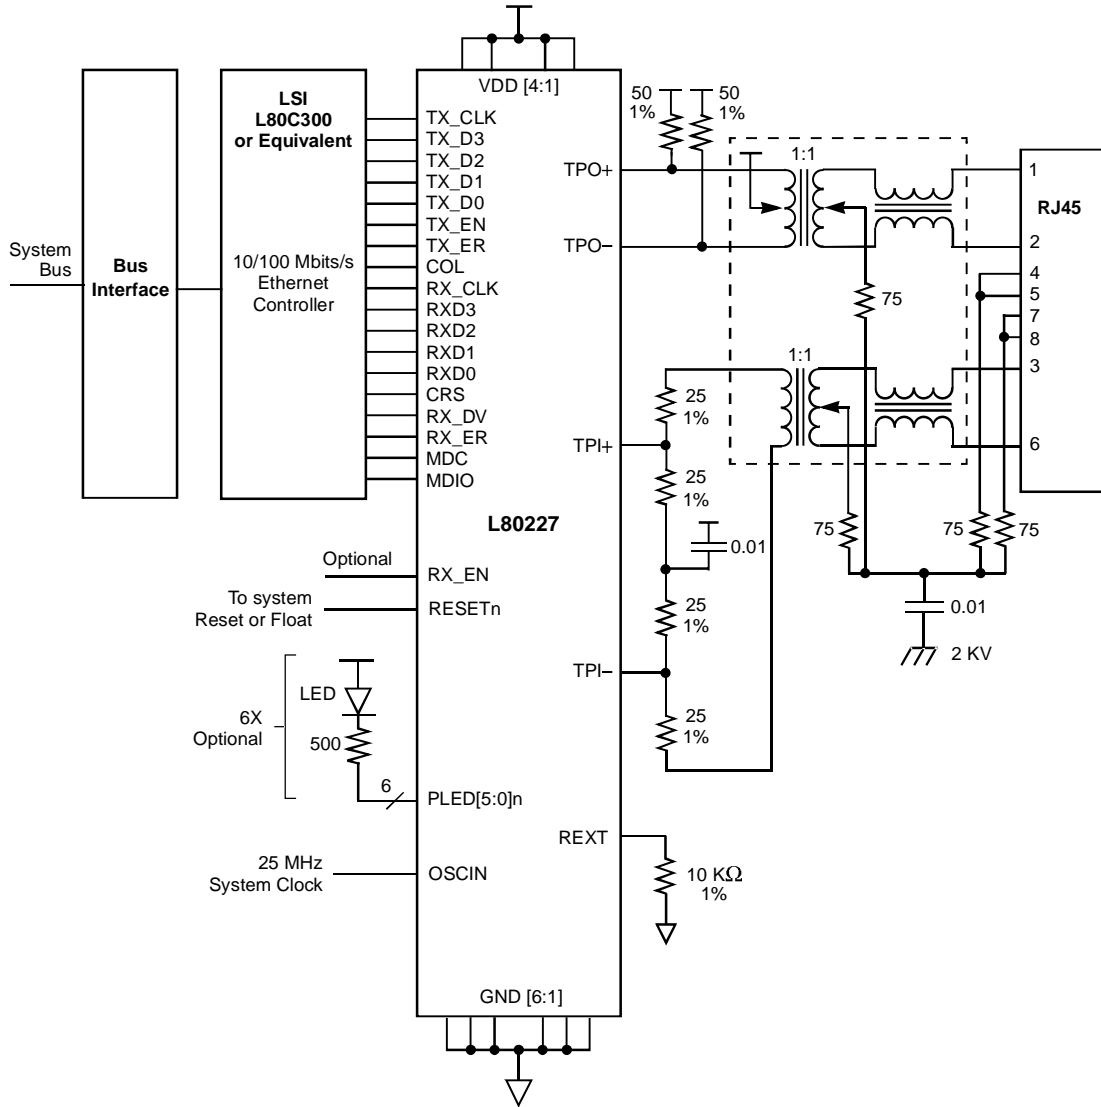 VDD [4:1]
LSI
L80C300
or Equivalent
10/100 Mbits/s
Ethernet
Controller
System
Bus
Bus
Interface
TX_CLK
TX_D3
TX_D2
TX_D1
TX_D0
TX_EN
TX_ER
COL
RX_CLK
RXD3
RXD2
RXD1
RXD0
CRS
RX_DV
RX_ER
MDC
MDIO
L80227
Optional
RX_EN
To system
Reset or Float
RESETn
LED
6X
Optional
500
6
PLED[5:0]n
25 MHz
System Clock
OSCIN
GND [6:1]
TPO+
TPO–
TPI+
TPI–
REXT
50
1%
50
1%
1:1
75
1:1
25
1%
25
1%
0.01
25
1%
25
1%
10 KΩ
1%
RJ45
1
2
4
5
7
8
3
6
75
75
75
0.01
2 KV